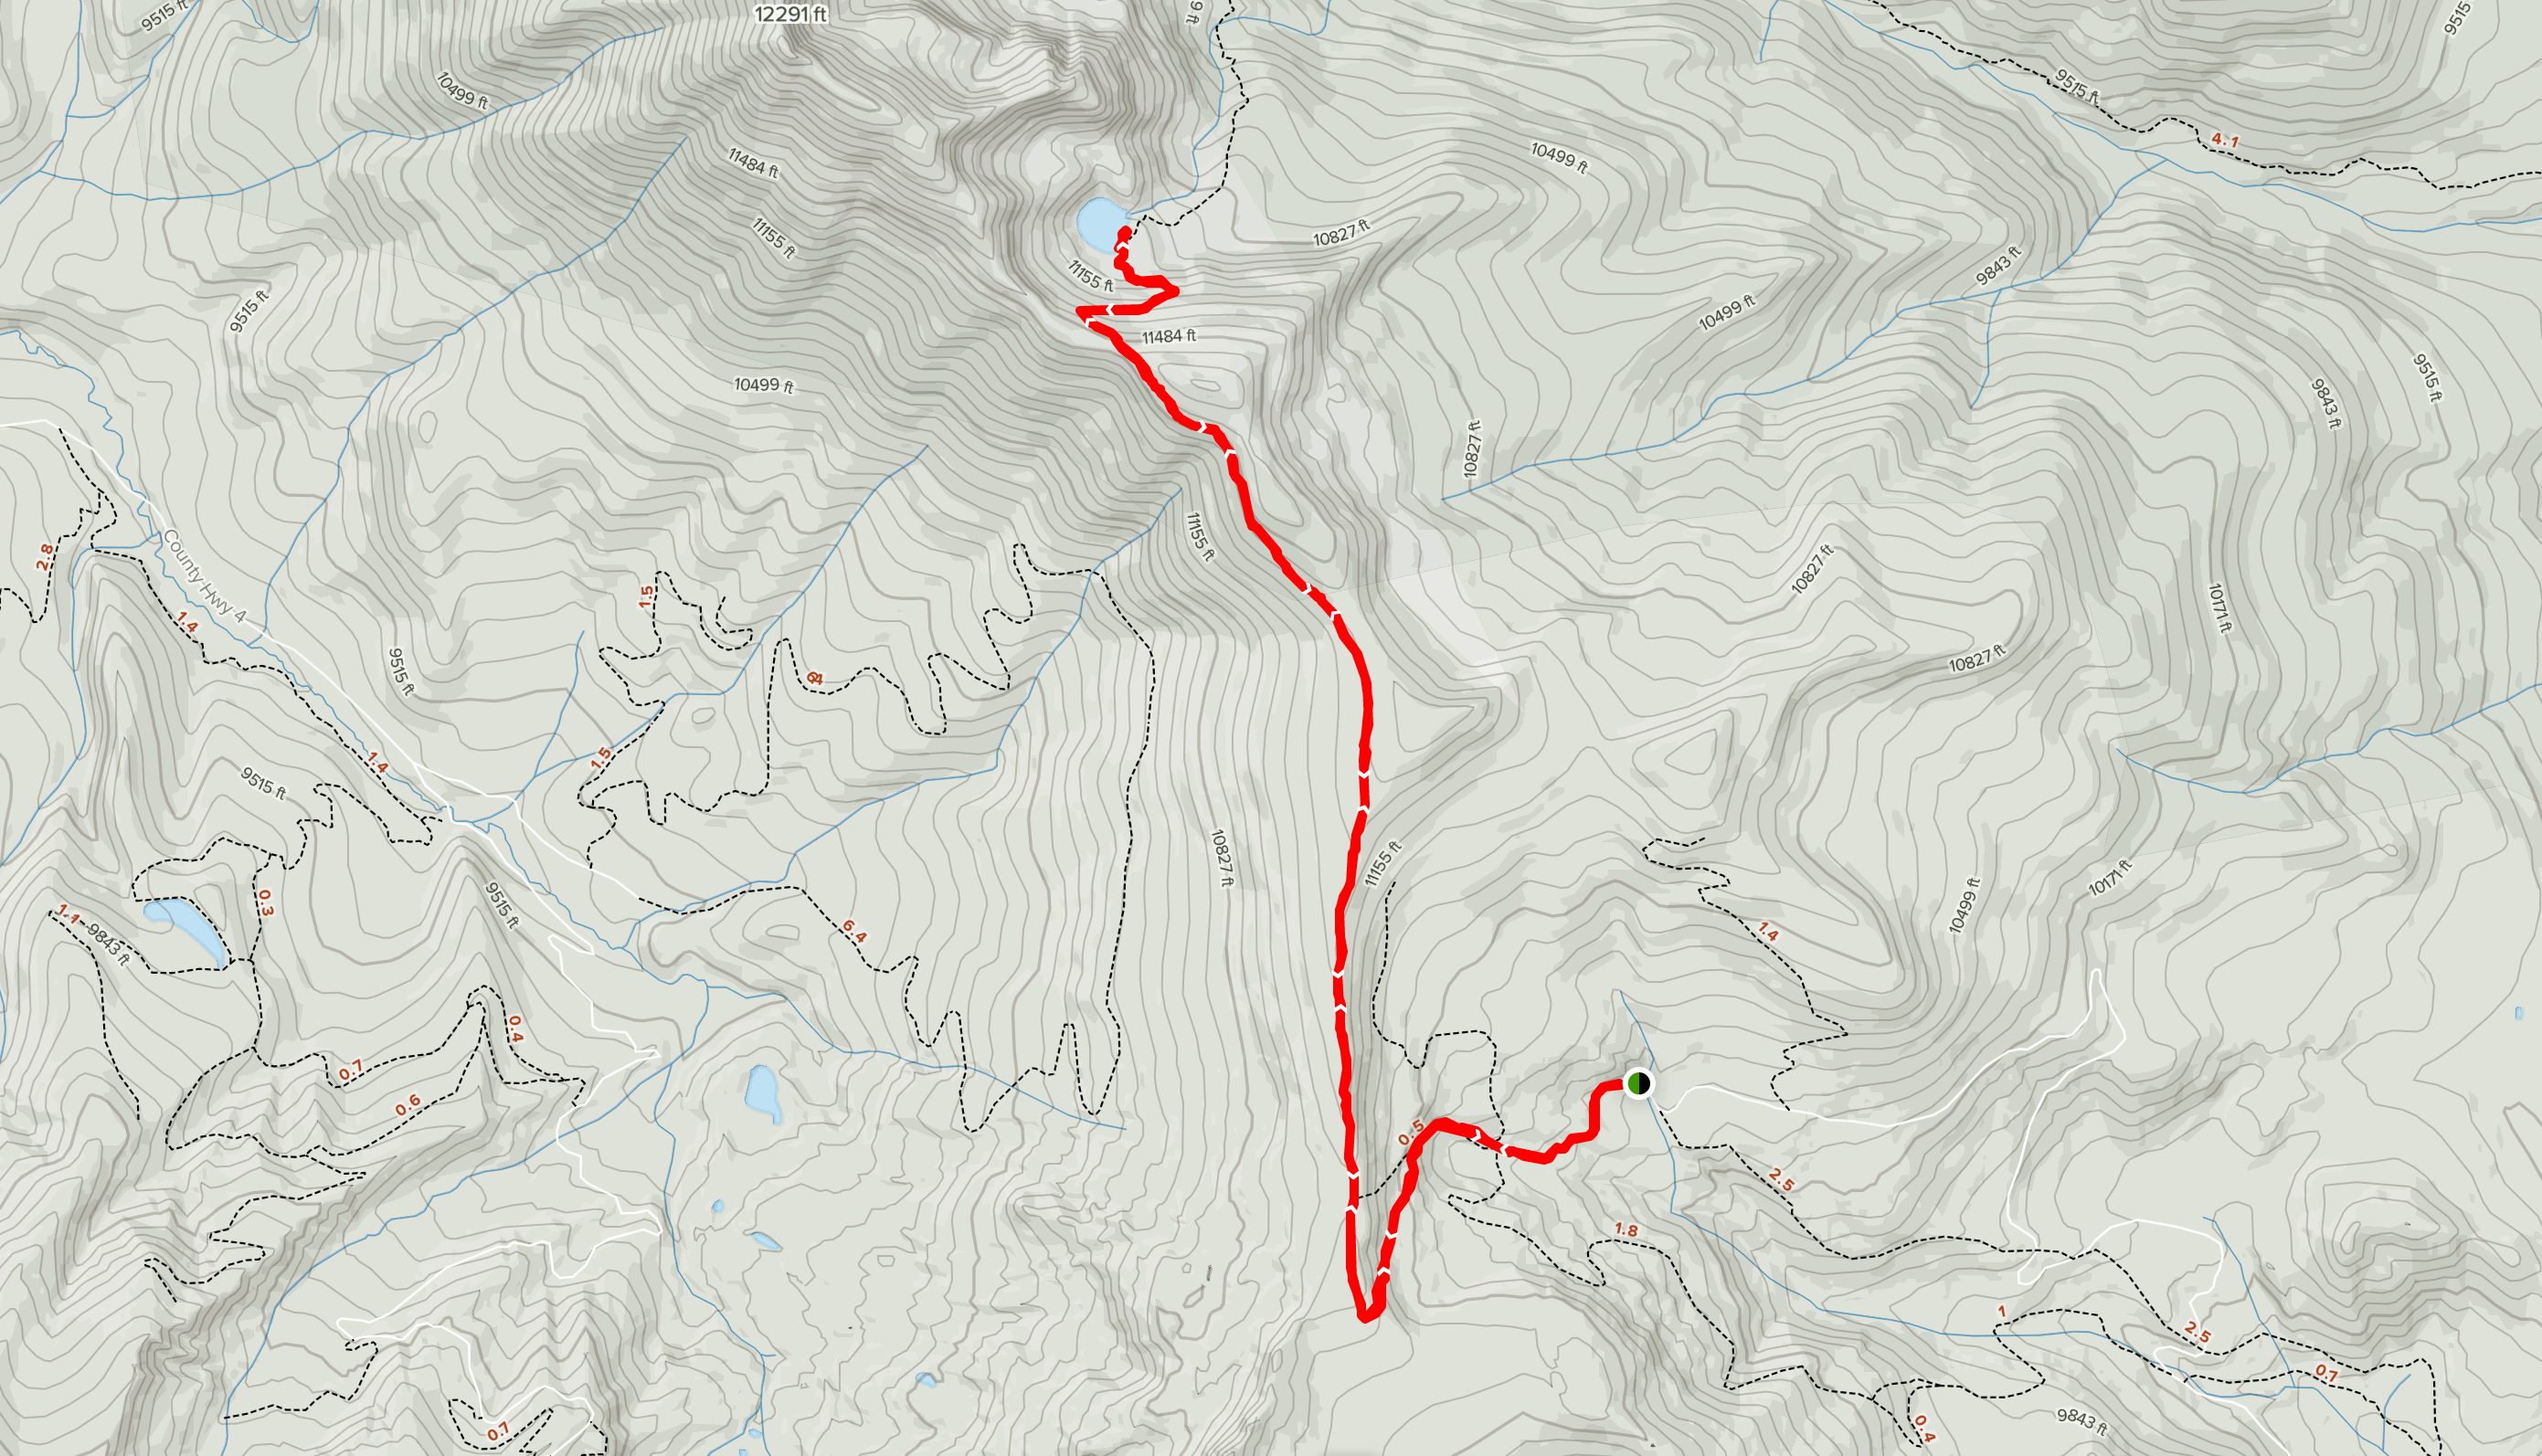 9515 ft
12291 ft
9 ft
9515
10499 ft
9515 ft
4.1
11484 ft
10499 ft
11155 ft
10827 ft
9843 ft
11155 ft
9515 ft
10499 ft
11484 ft
10499 ft
9515 ft
9843 ft
10827 ft
11155 ft
2.8
County Hwy 4
1.4
1.5
10827 ft
10171 ft
9515 ft
10827 ft
1.4
1.5
9515 ft
10827 ft
11155 ft
10171 ft
0.3
9515 ft
10499 ft
1.1
9843 ft
6.4
1.4
0.4
0.7
0.6
0.5
2.5
1.8
1
2.5
0.7
9843 ft
0.4
0.7